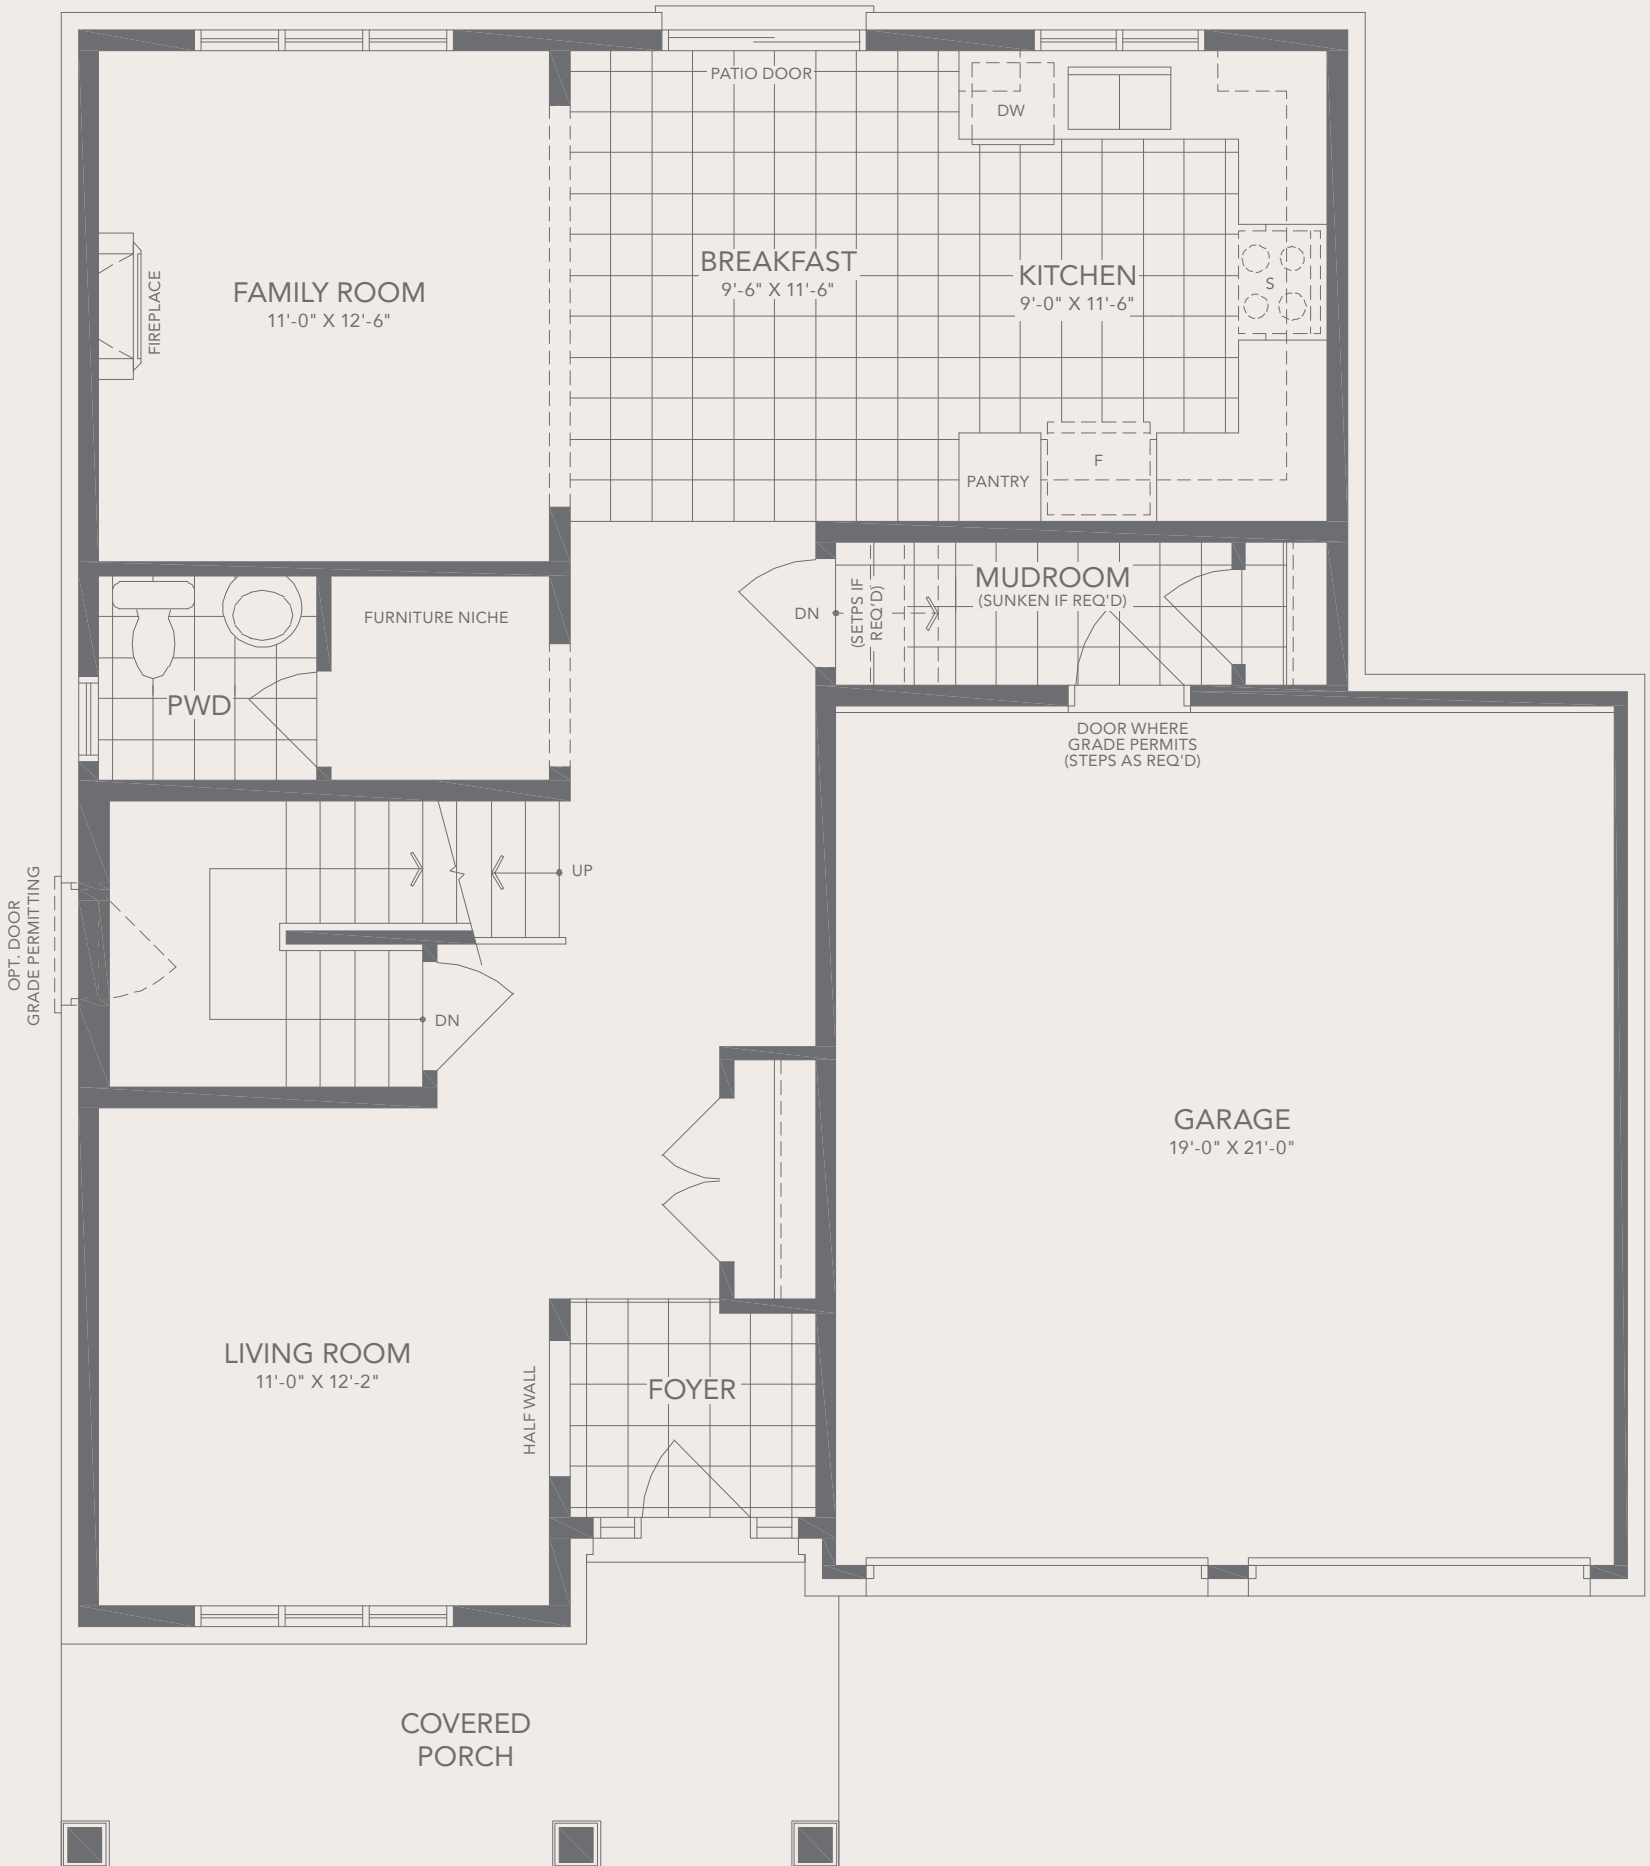 PATIO DOOR
DW
BREAKFAST
9'-6" X 11'-6"
KITCHEN
9'-0" X 11'-6"
S
FAMILY ROOM
11'-0" X 12'-6"
FIREPLACE
F
PANTRY
MUDROOM
(SUNKEN IF REQ'D)
(SETPS IF
REQ'D)
DN
FURNITURE NICHE
PWD
DOOR WHERE
GRADE PERMITS
(STEPS AS REQ'D)
UP
OPT. DOOR
GRADE PERMITTING
DN
GARAGE
19'-0" X 21'-0"
LIVING ROOM
11'-0" X 12'-2"
HALF WALL
FOYER
COVERED
PORCH